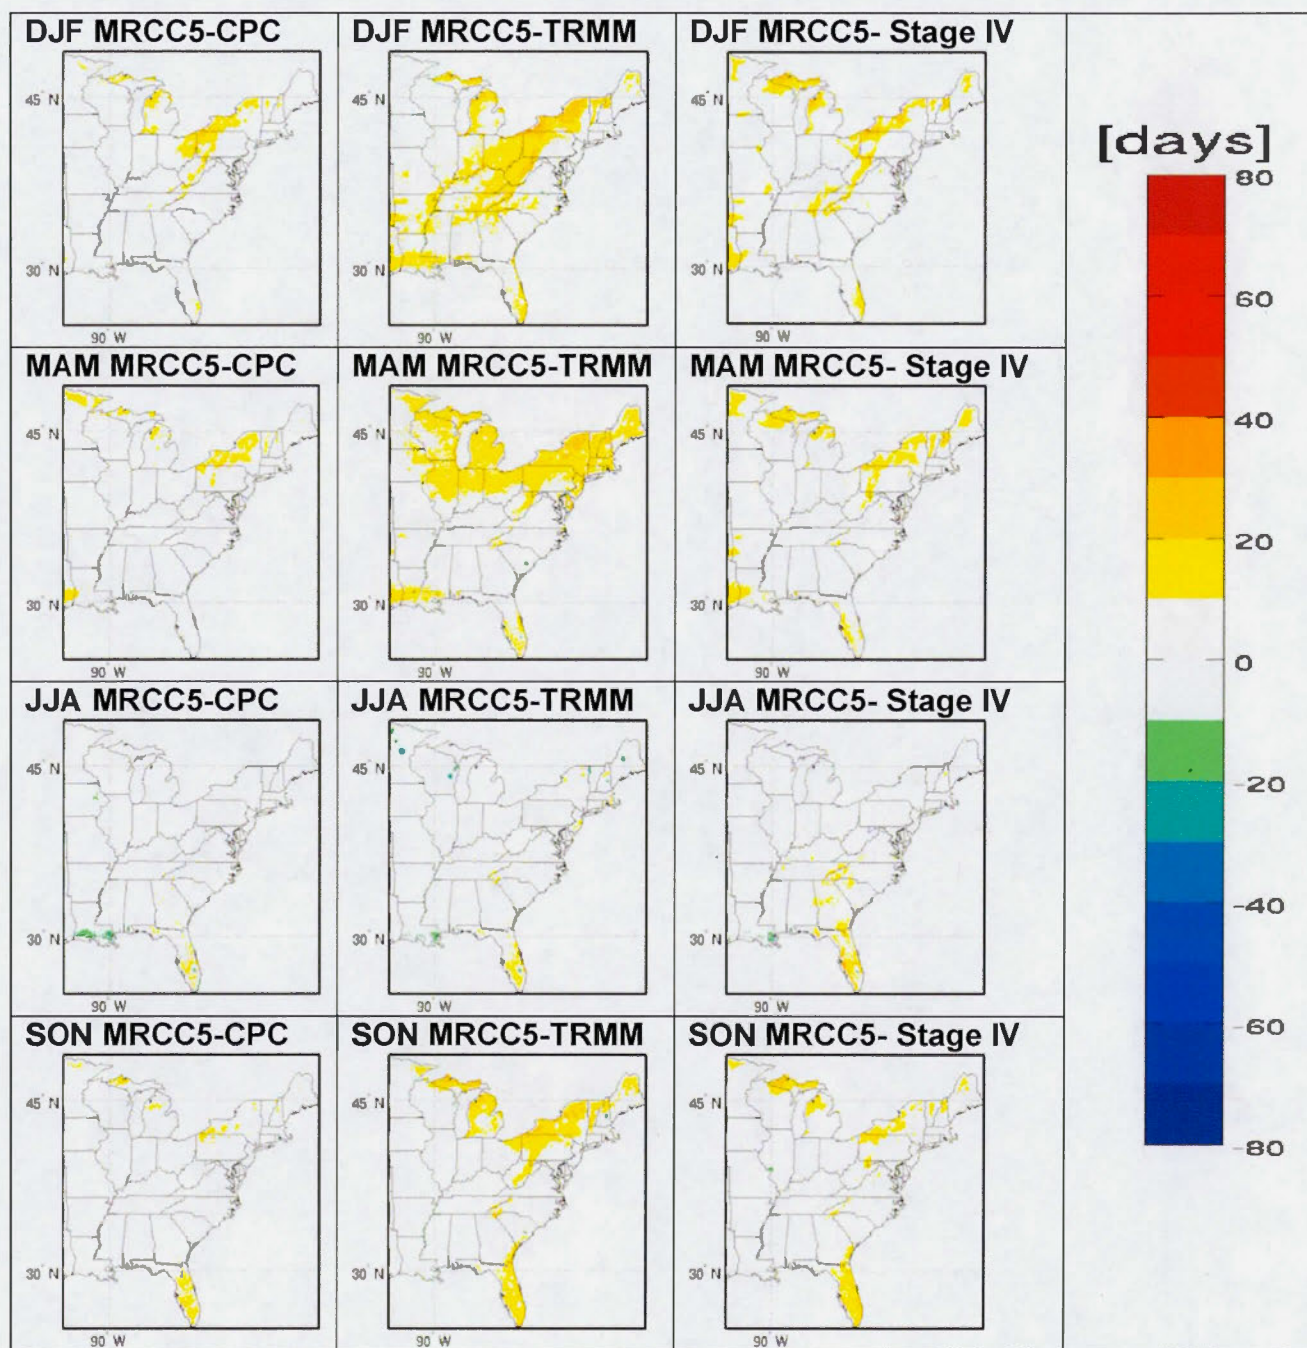 DJF MRCC5-CPC
DJF MRCC5-TRMM
DJF MRCC5- Stage IV
45° N
30° N
90° W
45° N
30° N
90° W
45° N
30° N
90° W
MAM MRCC5-CPC
MAM MRCC5-TRMM
MAM MRCC5- Stage IV
45° N
30° N
90° W
45° N
30° N
90° W
45° N
30° N
90° W
JJA MRCC5-CPC
JJA MRCC5-TRMM
JJA MRCC5- Stage IV
45° N
30° N
90° W
45° N
30° N
90° W
45° N
30° N
90° W
SON MRCC5-CPC
SON MRCC5-TRMM
SON MRCC5- Stage IV
45° N
30° N
90° W
45° N
30° N
90° W
45° N
30° N
90° W
[days]
80
60
40
20
0
-20
-40
-60
-80